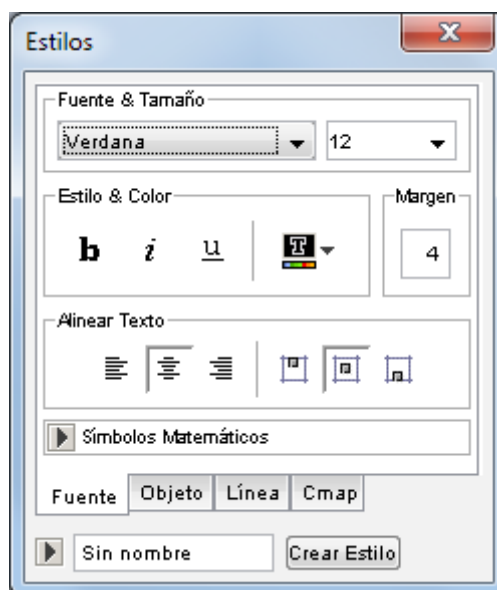 Estilos
Fuente & Tamaño
Verdana
12
Estilo & Color
Margen
b
i
u
T
4
Alinear Texto
Símbolos Matemáticos
Fuente
Objeto
Línea
Cmap
Sin nombre
Crear Estilo